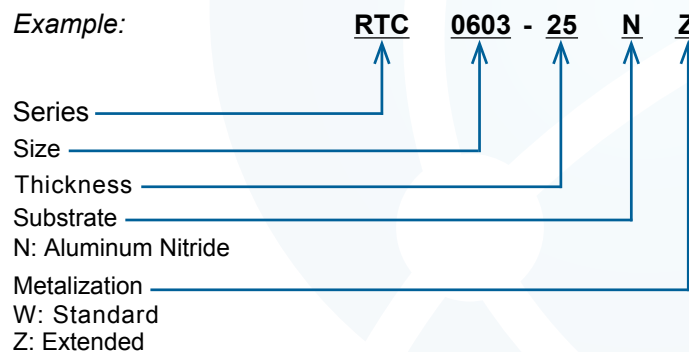 Example: RTC 0603 - 25 N Z
Series
Size
Thickness
Substrate
N: Aluminum Nitride
Metalization
W: Standard
Z: Extended